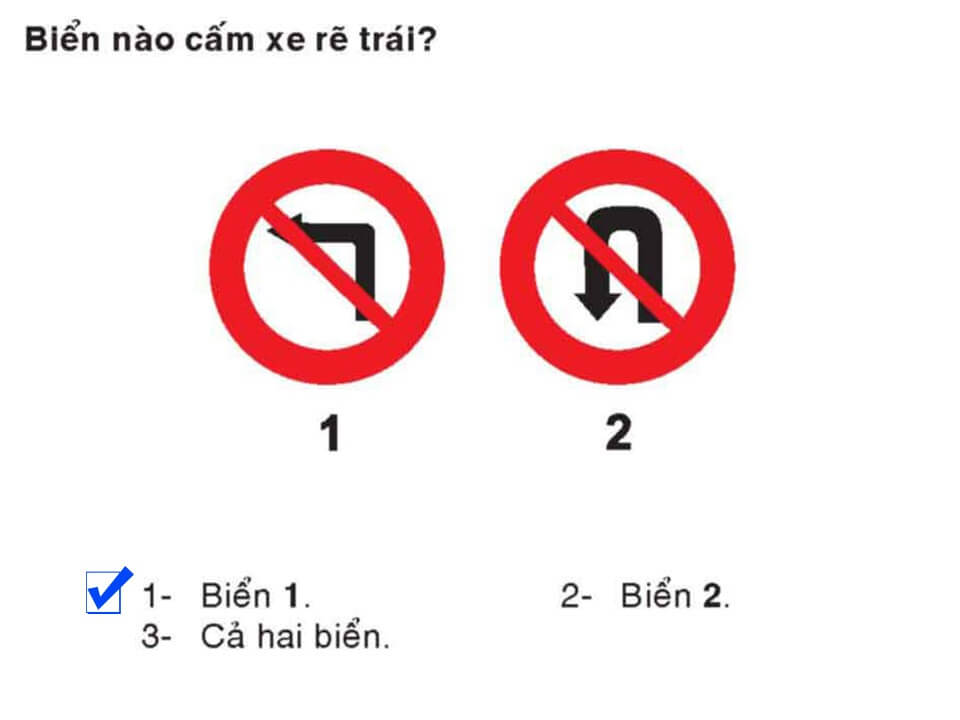 Biển nào cấm xe rẽ trái?
1 2
1- Biển 1. 2- Biển 2.
3- Cả hai biển.